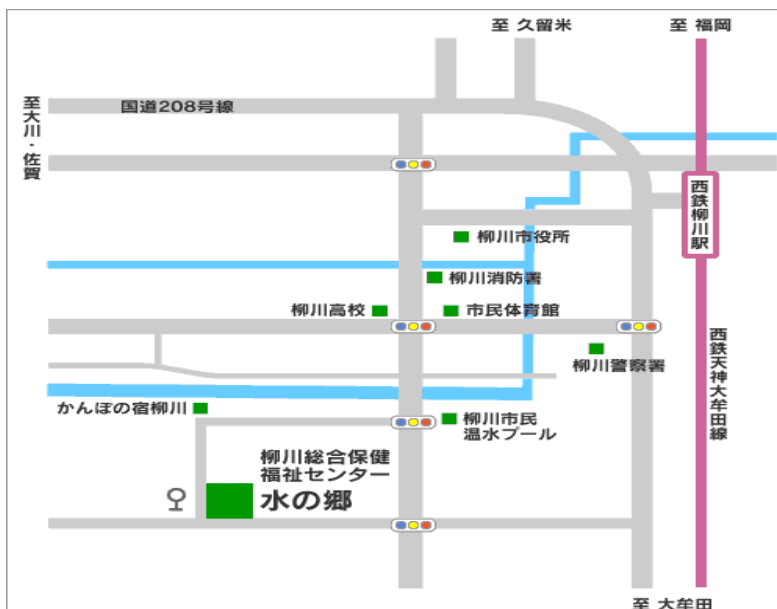 至 久留米
至 福岡
至大川・佐賀
国道208号線
西鉄柳川駅
柳川市役所
柳川消防署
柳川高校
市民体育館
西鉄天神大牟田線
柳川警察署
かんぽの宿柳川
柳川市民
温水プール
柳川総合保健
福祉センター
水の郷
至 大牟田